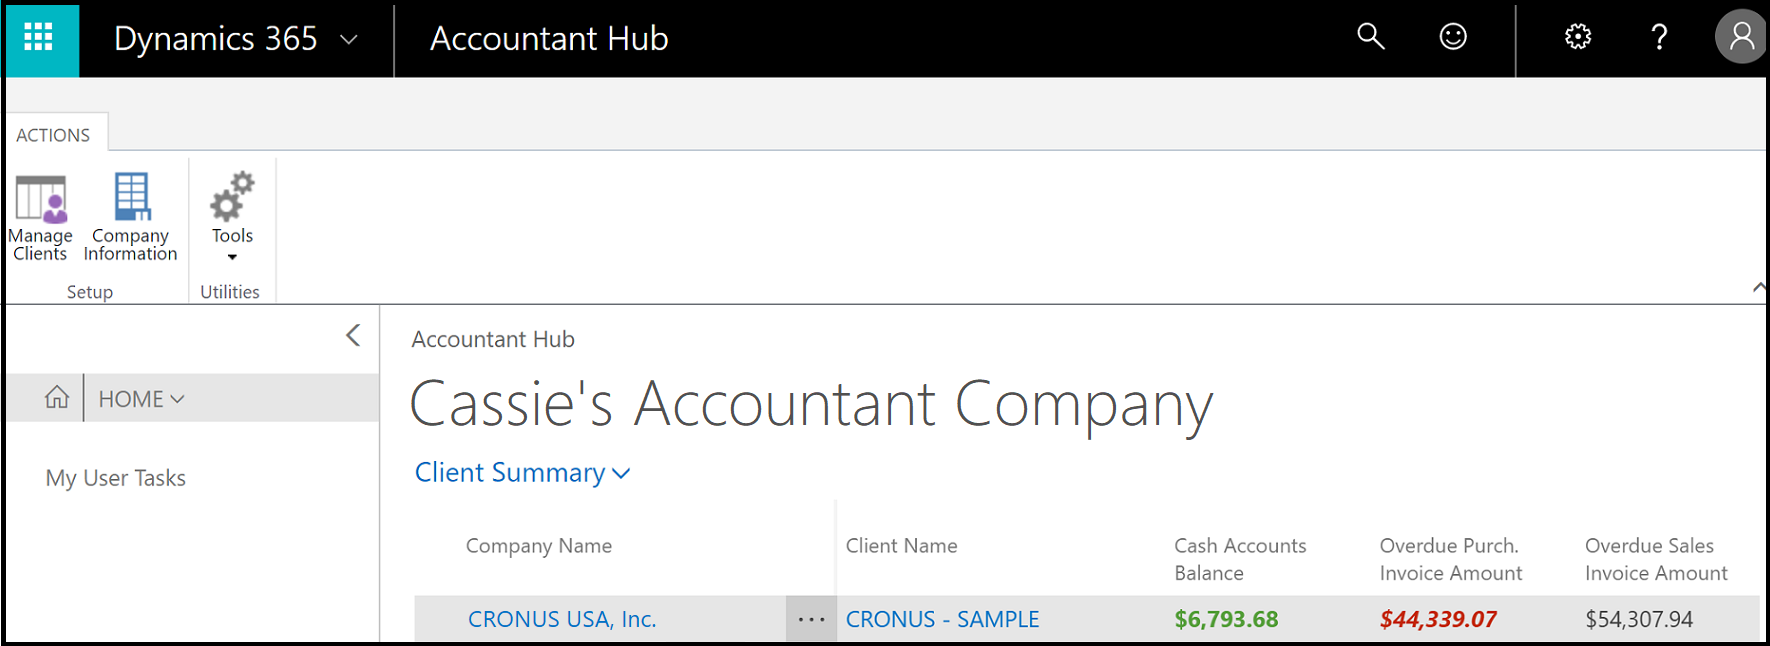 Dynamics 365
Accountant Hub
?
ACTIONS
Manage
Clients
Company
Information
Tools
Setup
Utilities
HOME
My User Tasks
Accountant Hub
Cassie's Accountant Company
Client Summary
Company Name
Client Name
Cash Accounts
Balance
Overdue Purch.
Invoice Amount
Overdue Sales
Invoice Amount
CRONUS USA, Inc. ··· CRONUS - SAMPLE $6,793.68 $44,339.07 $54,307.94